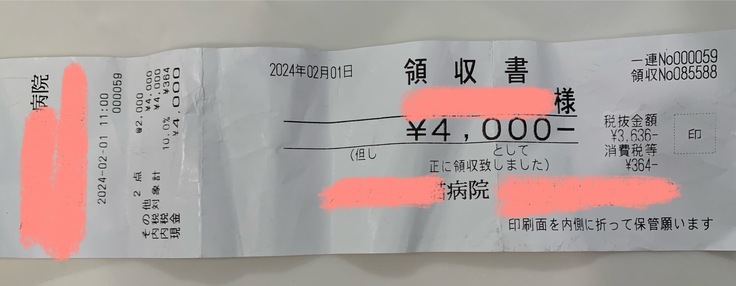 病院
2024-02-01 11:00
000059
@2,000
2点 ¥4,000
その他 ¥4,000
内税対象計
内税 10.0% ¥364
現金 ¥4,000
2024年02月01日
領収書
一連No000059
領収No085588
様
¥4,000-
税抜金額
¥3,636-
消費税等
¥364-
印
(但し として
正に領収致しました)
病院
印刷面を内側に折って保管願います